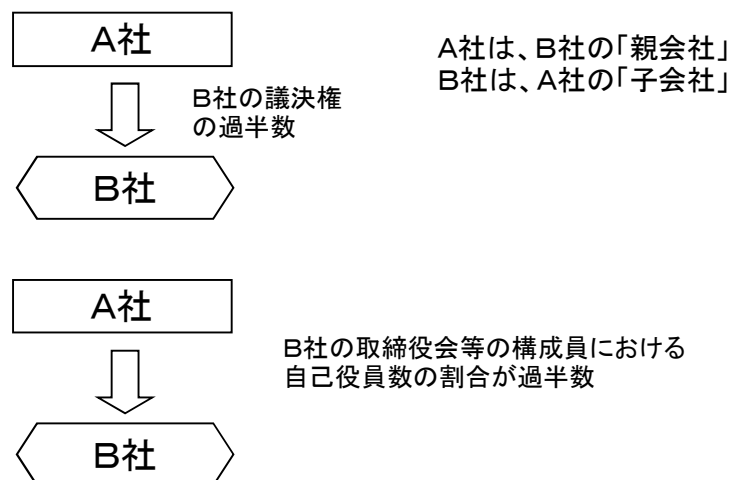 A社
A社は、B社の「親会社」
B社は、A社の「子会社」
B社の議決権
の過半数
B社
A社
B社の取締役会等の構成員における
自己役員数の割合が過半数
B社